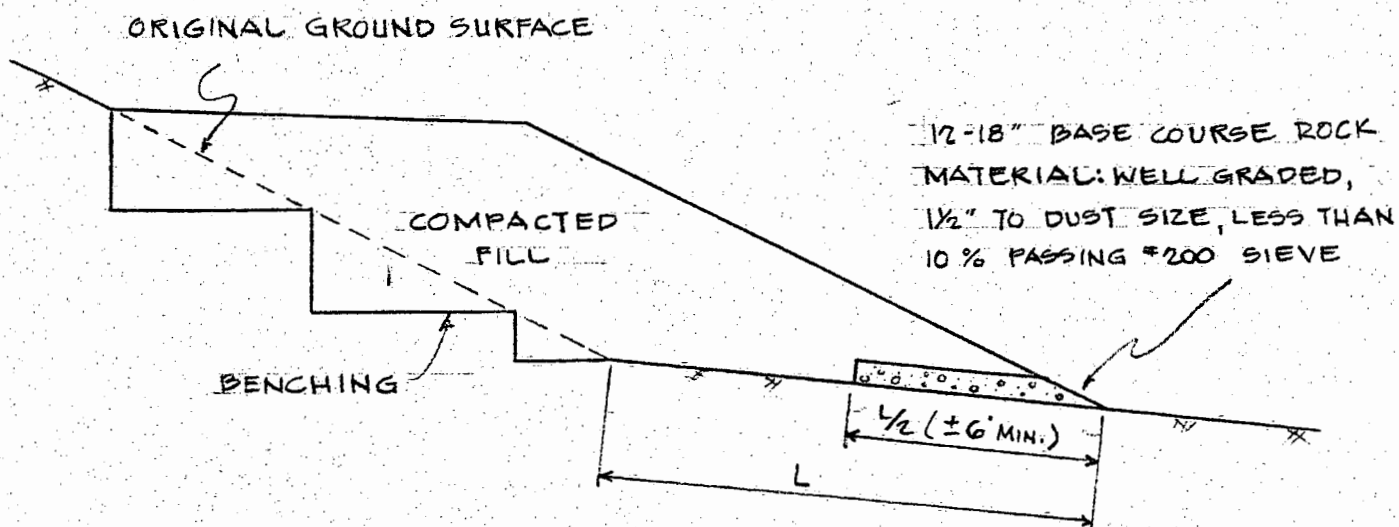 ORIGINAL GROUND SURFACE
12-18" BASE COURSE ROCK
MATERIAL: WELL GRADED,
1½" TO DUST SIZE, LESS THAN
10 % PASSING #200 SIEVE
COMPACTED
FILL
BENCHING
L/2 (±6' MIN.)
L